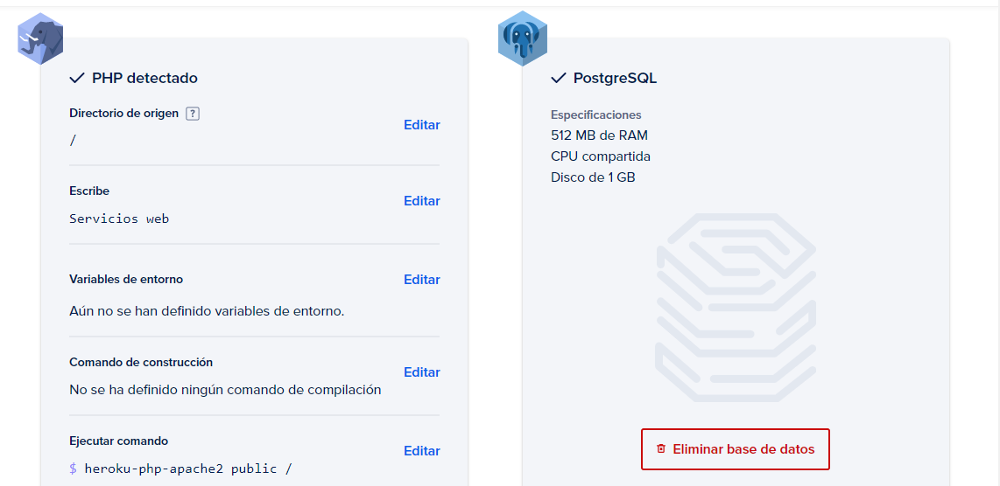 PHP detectado
Directorio de origen ?
Editar
/
Escribe
Editar
Servicios web
Variables de entorno
Editar
Aún no se han definido variables de entorno.
Comando de construcción
Editar
No se ha definido ningún comando de compilación
Ejecutar comando
Editar
$ heroku-php-apache2 public /
PostgreSQL
Especificaciones
512 MB de RAM
CPU compartida
Disco de 1 GB
Eliminar base de datos